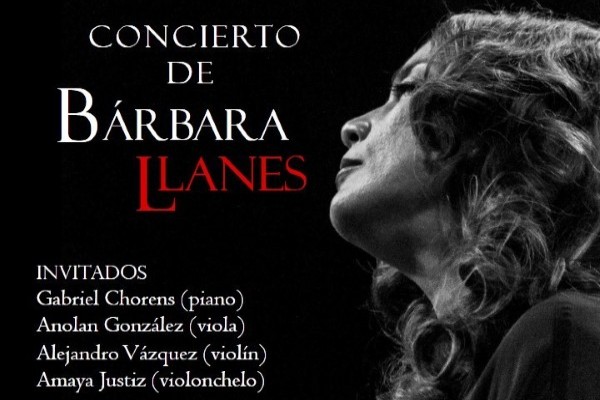 CONCIERTO
DE
BÁRBARA
LLANES
INVITADOS
Gabriel Chorens (piano)
Anolan González (viola)
Alejandro Vázquez (violín)
Amaya Justiz (violonchelo)